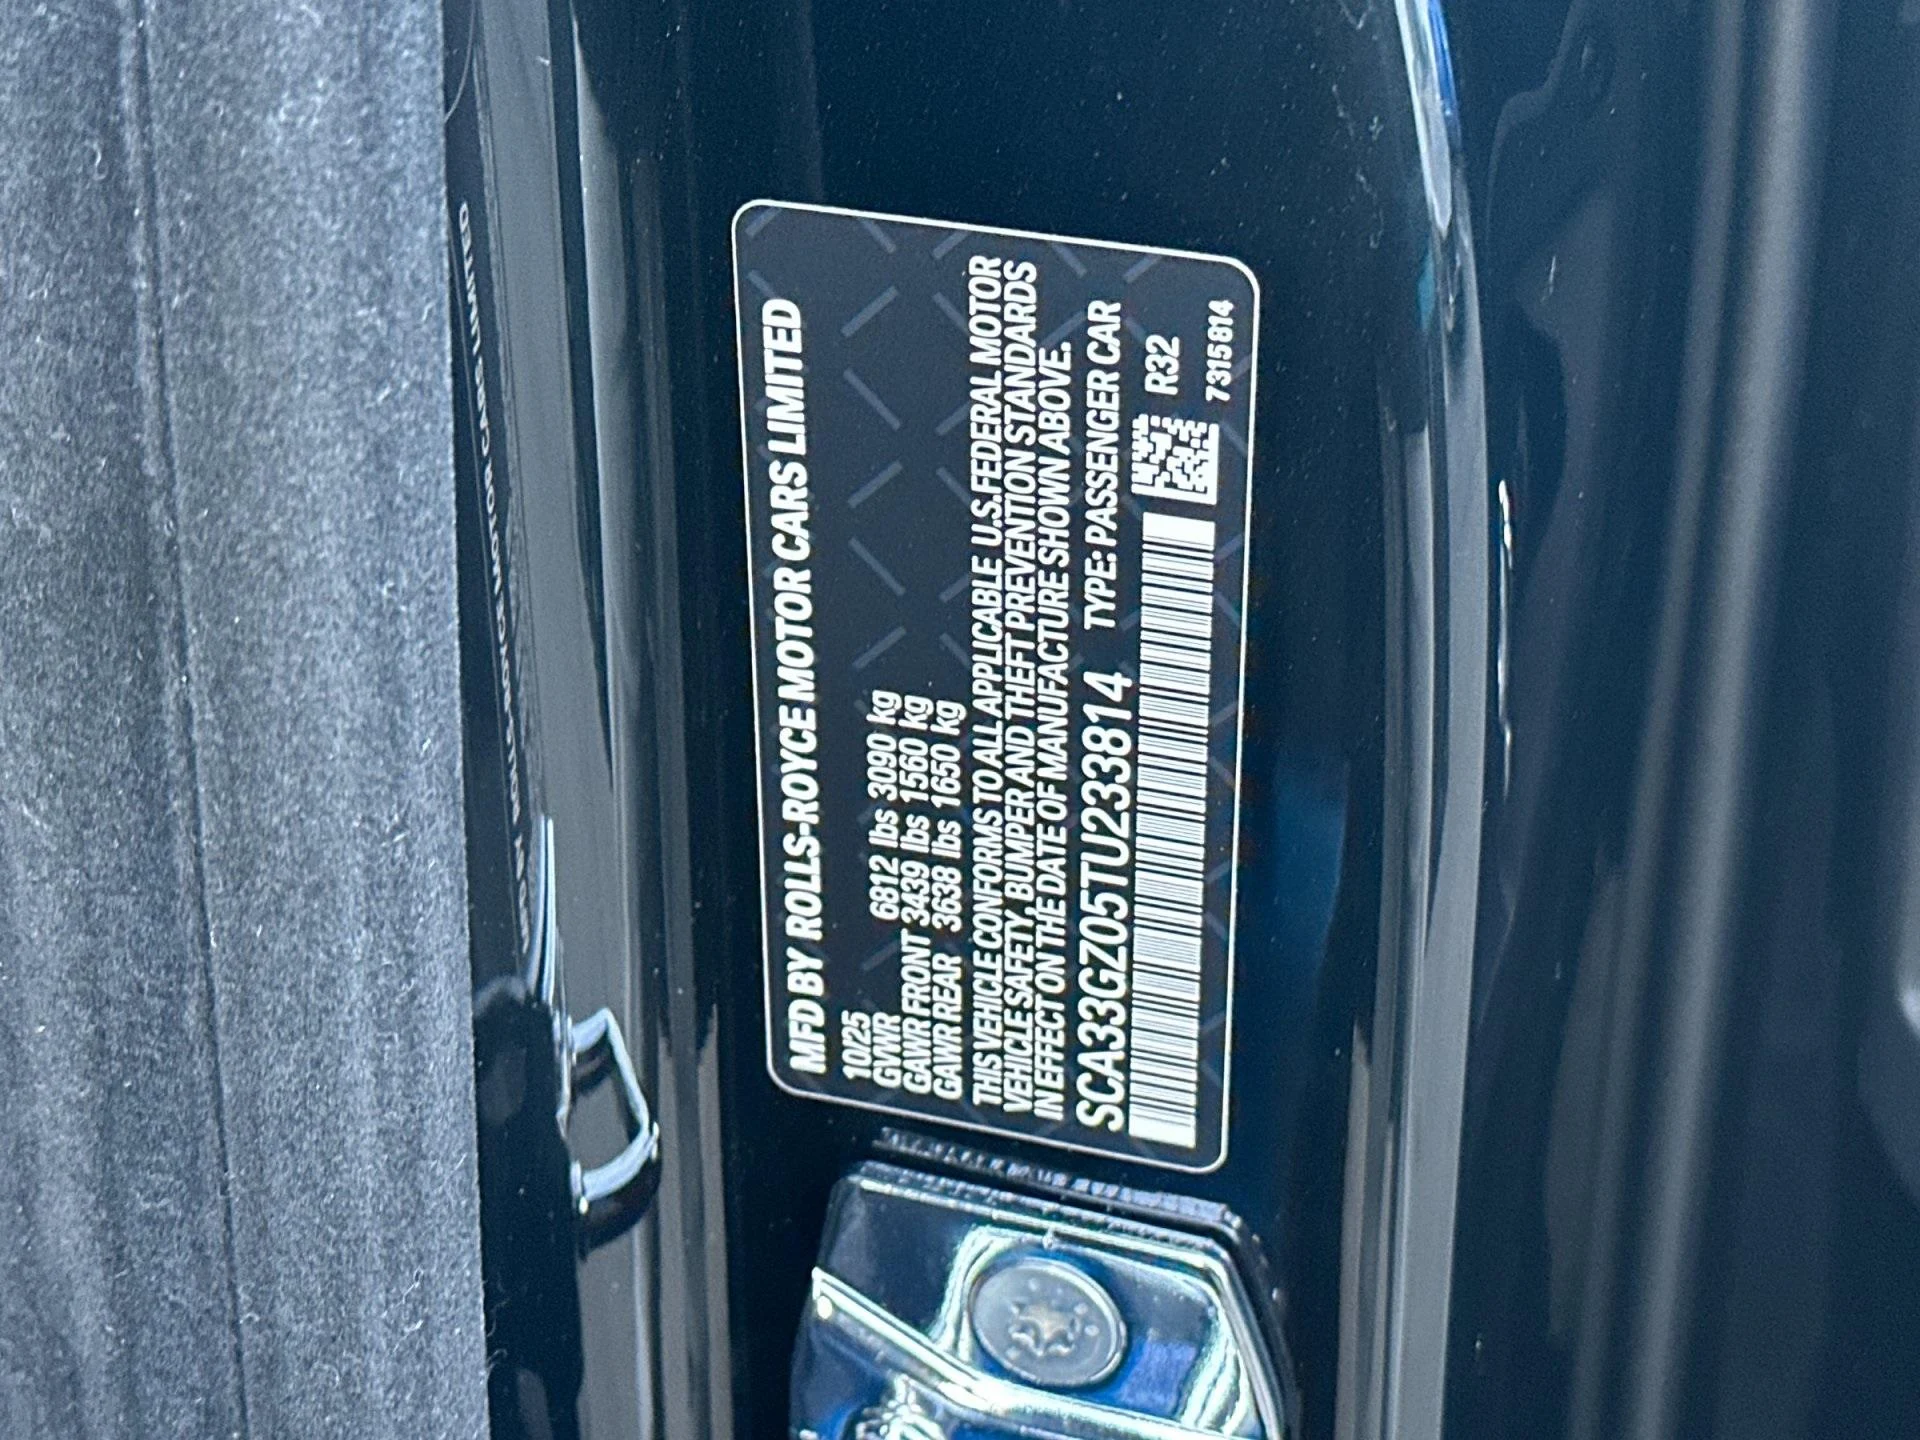 MFD BY ROLLS-ROYCE MOTOR CARS LIMITED
10/25
GVWR 6812 lbs 3090 kg
GAWR FRONT 3439 lbs 1560 kg
GAWR REAR 3638 lbs 1650 kg
THIS VEHICLE CONFORMS TO ALL APPLICABLE U.S.FEDERAL MOTOR
VEHICLE SAFETY, BUMPER AND THEFT PREVENTION STANDARDS
IN EFFECT ON THE DATE OF MANUFACTURE SHOWN ABOVE.
SCA33GZ05TU233814 TYPE: PASSENGER CAR
R32
7315814